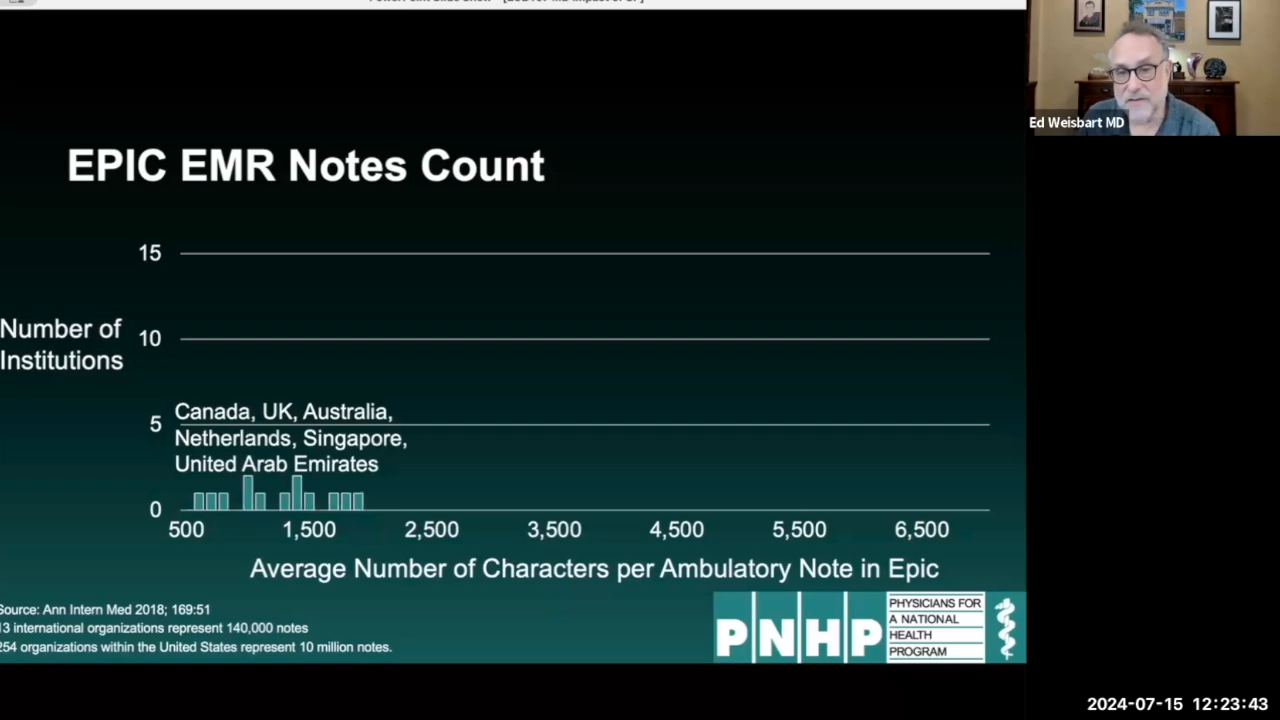 EPIC EMR Notes Count
15
Number of
Institutions
10
5
Canada, UK, Australia,
Netherlands, Singapore,
United Arab Emirates
0
500 1,500 2,500 3,500 4,500 5,500 6,500
Average Number of Characters per Ambulatory Note in Epic
Source: Ann Intern Med 2018; 169:51
13 international organizations represent 140,000 notes
254 organizations within the United States represent 10 million notes.
PNHP
PHYSICIANS FOR
A NATIONAL
HEALTH
PROGRAM
Ed Weisbart MD
2024-07-15 12:23:43